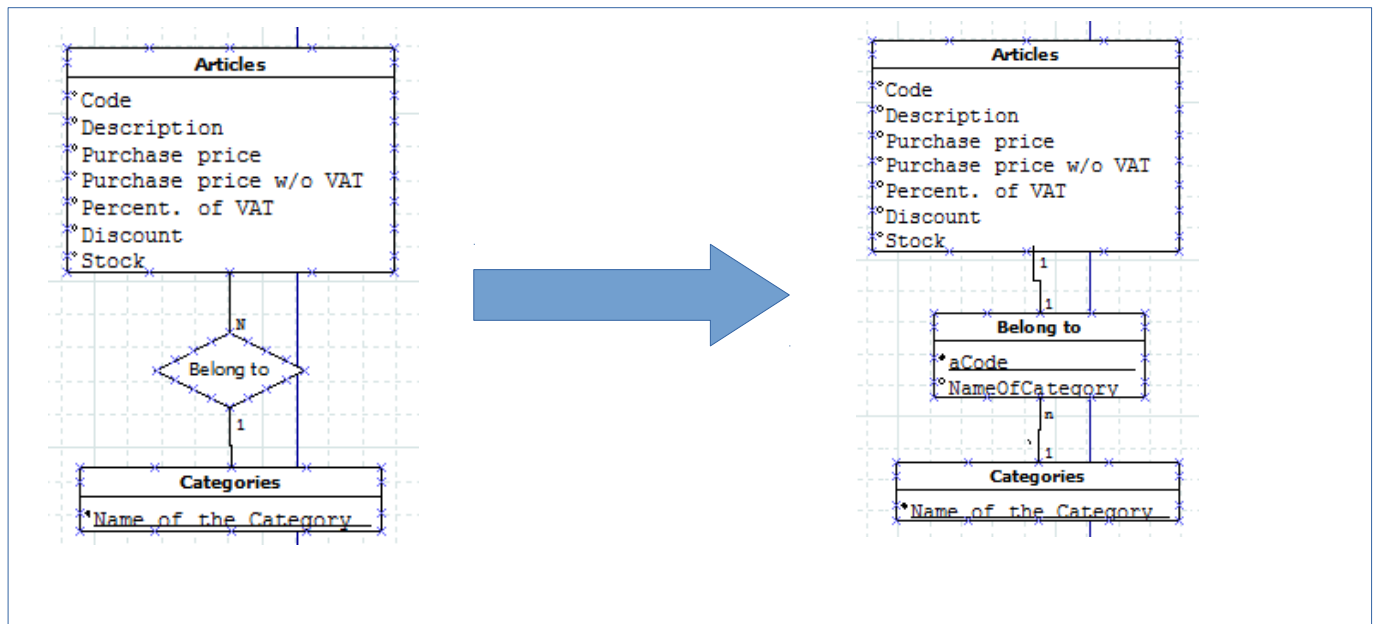 Articles
Code
Description
Purchase price
Purchase price w/o VAT
Percent. of VAT
Discount
Stock
N
Belong to
1
Categories
Name of the Category
Articles
Code
Description
Purchase price
Purchase price w/o VAT
Percent. of VAT
Discount
Stock
1
1
Belong to
aCode
NameOfCategory
n
1
Categories
Name of the Category